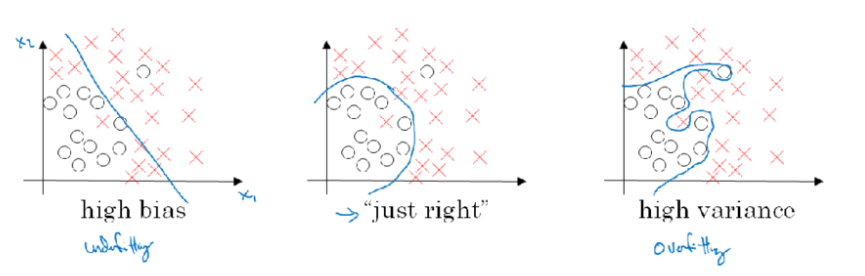 x₂
x₁
high bias
underfitting
→ "just right"
high variance
overfitting